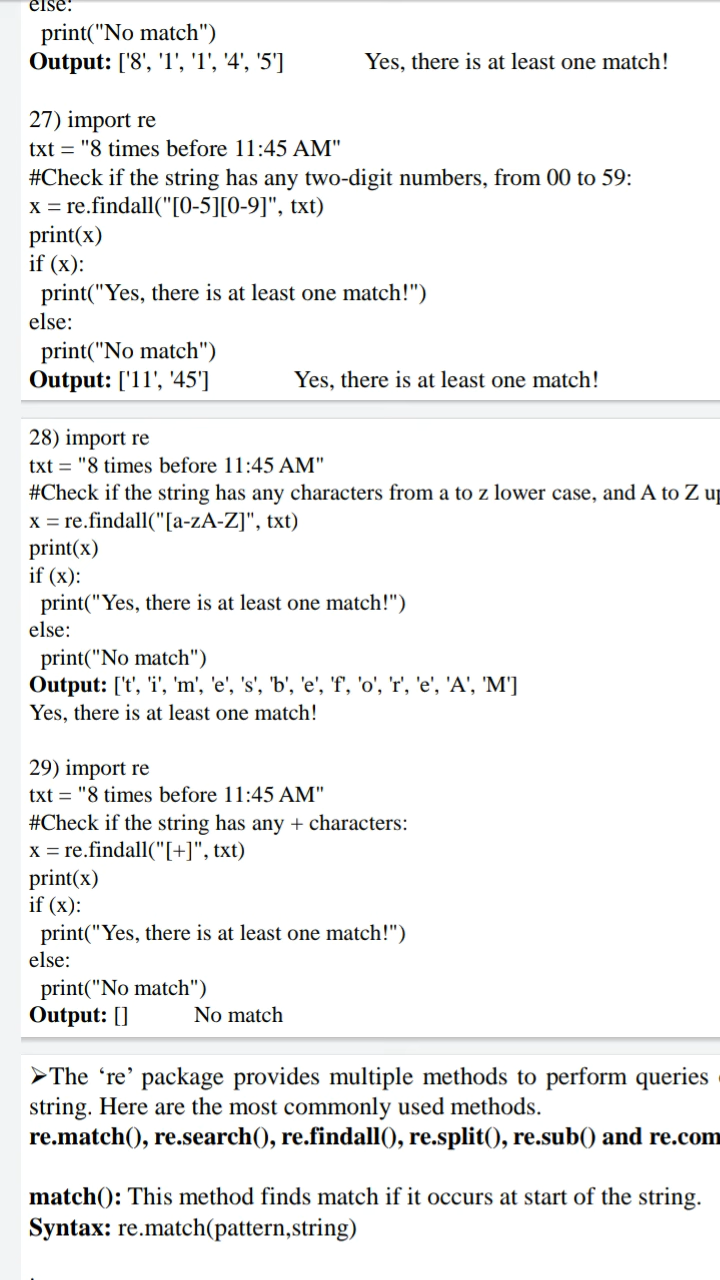 else:
print("No match")
Output: ['8', '1', '1', '4', '5'] Yes, there is at least one match!
27) import re
txt = "8 times before 11:45 AM"
#Check if the string has any two-digit numbers, from 00 to 59:
x = re.findall("[0-5][0-9]", txt)
print(x)
if (x):
print("Yes, there is at least one match!")
else:
print("No match")
Output: ['11', '45'] Yes, there is at least one match!
28) import re
txt = "8 times before 11:45 AM"
#Check if the string has any characters from a to z lower case, and A to Z up
x = re.findall("[a-zA-Z]", txt)
print(x)
if (x):
print("Yes, there is at least one match!")
else:
print("No match")
Output: ['t', 'i', 'm', 'e', 's', 'b', 'e', 'f', 'o', 'r', 'e', 'A', 'M']
Yes, there is at least one match!
29) import re
txt = "8 times before 11:45 AM"
#Check if the string has any + characters:
x = re.findall("[+]", txt)
print(x)
if (x):
print("Yes, there is at least one match!")
else:
print("No match")
Output: [] No match
➢The ‘re’ package provides multiple methods to perform queries
string. Here are the most commonly used methods.
re.match(), re.search(), re.findall(), re.split(), re.sub() and re.com
match(): This method finds match if it occurs at start of the string.
Syntax: re.match(pattern,string)